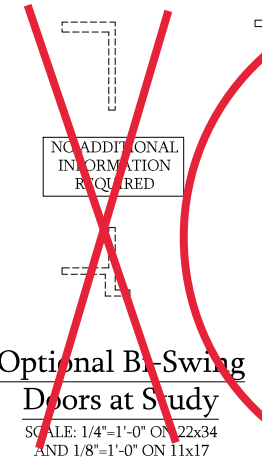 NO ADDITIONAL
INFORMATION
REQUIRED
Optional Bi-Swing
Doors at Study
SCALE: 1/4"=1'-0" ON 22x34
AND 1/8"=1'-0" ON 11x17